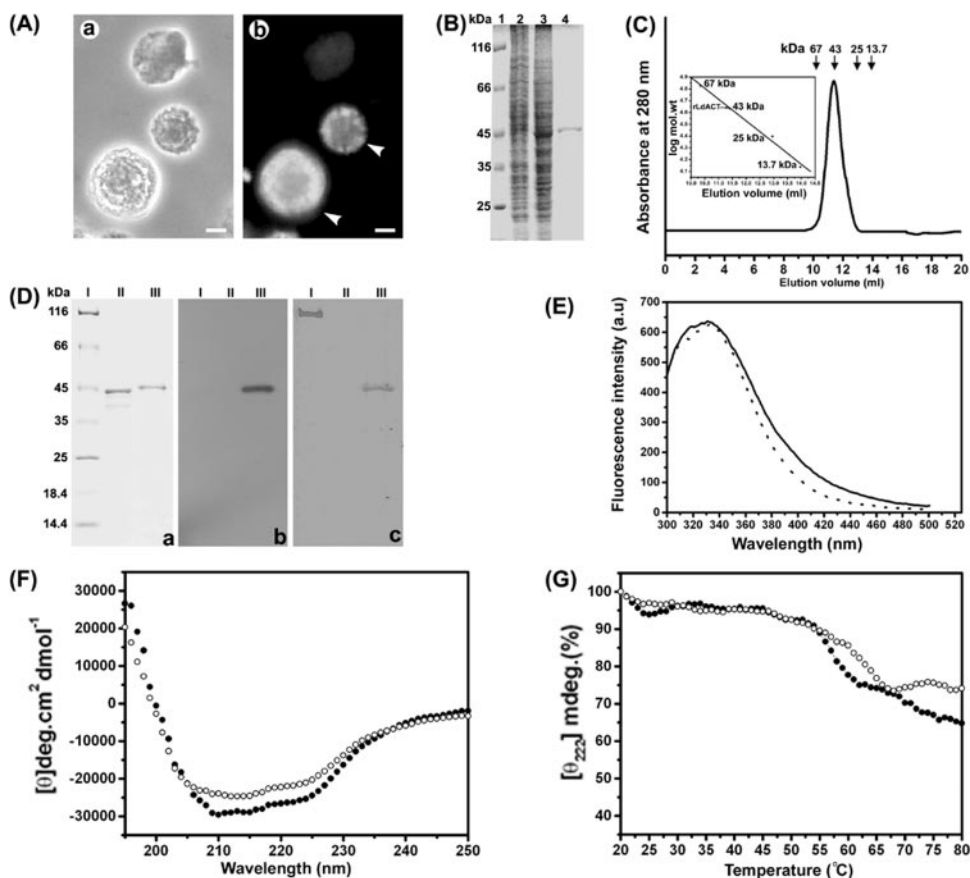 (A)
a
b
(B)
kDa 1 2 3 4
116
66
45
35
25
(C)
Absorbance at 280 nm
kDa 67 43 25 13.7
log mol.wt
4.9
4.7
4.5
4.3
4.1
67 kDa
rLdACT 43 kDa
25 kDa
13.7 kDa
Elution volume (ml)
0 2 4 6 8 10 12 14 16 18 20
Elution volume (ml)
(D)
kDa I II III I II III I II III
116
66
45
35
25
18.4
14.4
a
b
c
(E)
Fluorescence intensity (a.u)
700
600
500
400
300
200
100
0
300 320 340 360 380 400 420 440 460 480 500 520
Wavelength (nm)
(F)
[θ]deg.cm² dmol⁻¹
30000
20000
10000
0
-10000
-20000
-30000
200 210 220 230 240 250
Wavelength (nm)
(G)
[θ₂₂₂] mdeg.(%)
100
90
80
70
60
50
40
20 25 30 35 40 45 50 55 60 65 70 75 80
Temperature (°C)